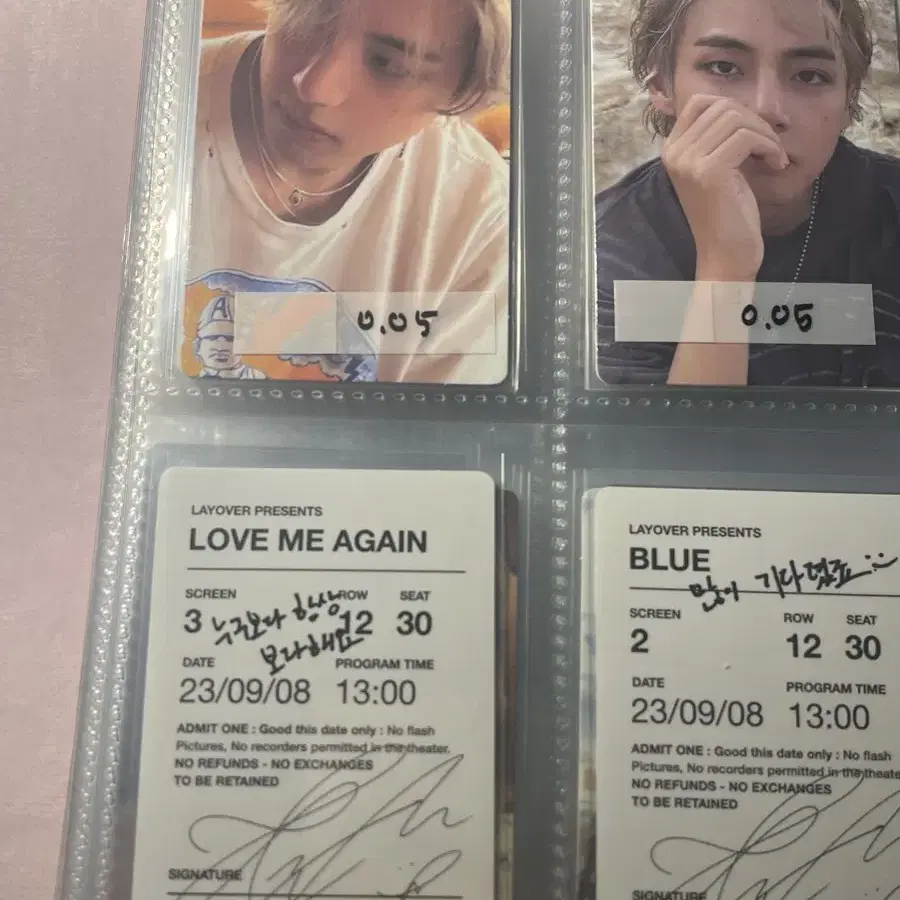 0.05
0.05
LAYOVER PRESENTS
LOVE ME AGAIN
SCREEN ROW SEAT
3 12 30
누구보다 항상
보라해요
DATE PROGRAM TIME
23/09/08 13:00
ADMIT ONE : Good this date only : No flash
Pictures, No recorders permitted in the theater.
NO REFUNDS - NO EXCHANGES
TO BE RETAINED
SIGNATURE
LAYOVER PRESENTS
BLUE
많이 기다렸죠 :)
SCREEN ROW SEAT
2 12 30
DATE PROGRAM TIME
23/09/08 13:00
ADMIT ONE : Good this date only : No flash
Pictures, No recorders permitted in the theate
NO REFUNDS - NO EXCHANGES
TO BE RETAINED
SIGNATURE